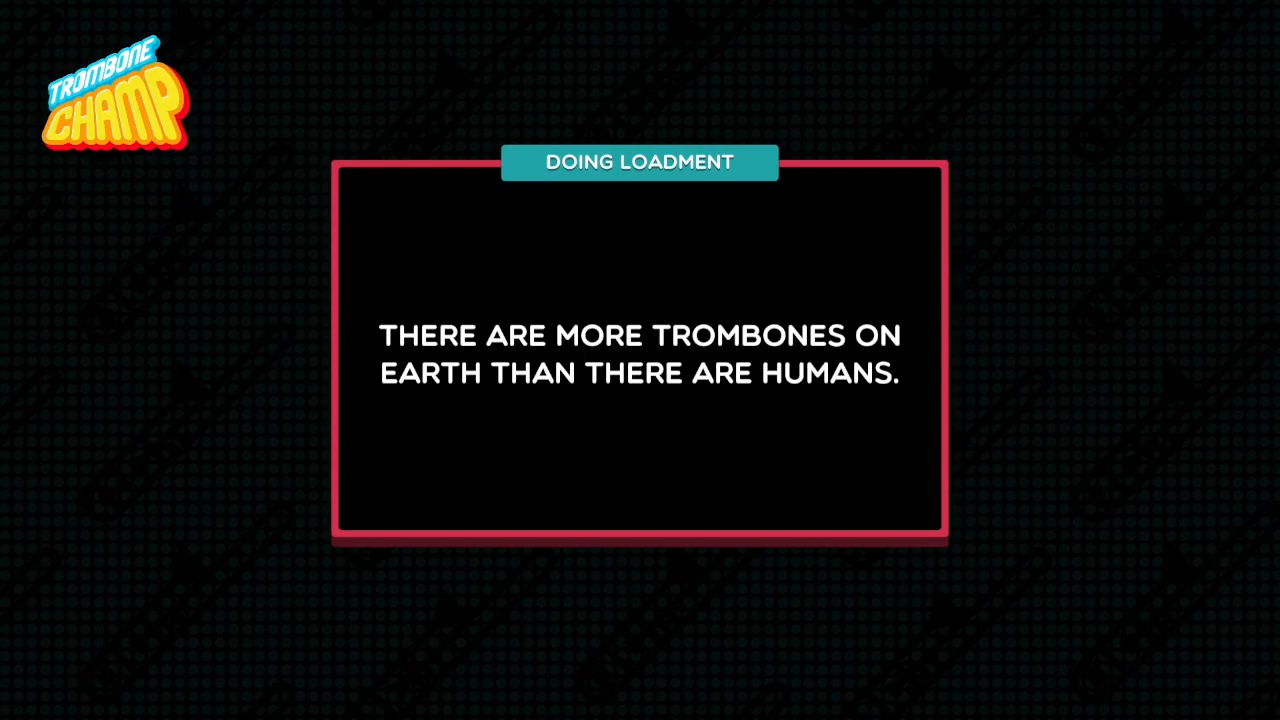 TROMBONE
CHAMP
DOING LOADMENT
THERE ARE MORE TROMBONES ON
EARTH THAN THERE ARE HUMANS.